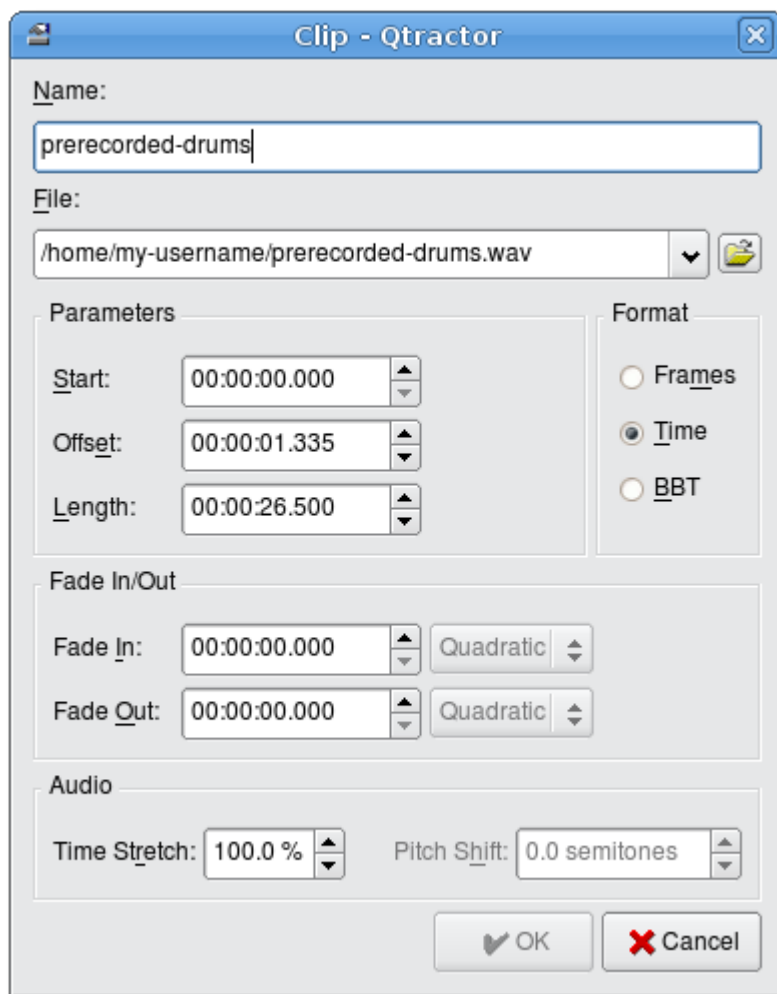 Clip - Qtractor
Name:
prerecorded-drums
File:
/home/my-username/prerecorded-drums.wav
Parameters
Format
Start: 00:00:00.000
Frames
Offset: 00:00:01.335
Time
Length: 00:00:26.500
BBT
Fade In/Out
Fade In: 00:00:00.000 Quadratic
Fade Out: 00:00:00.000 Quadratic
Audio
Time Stretch: 100.0 % Pitch Shift: 0.0 semitones
OK Cancel